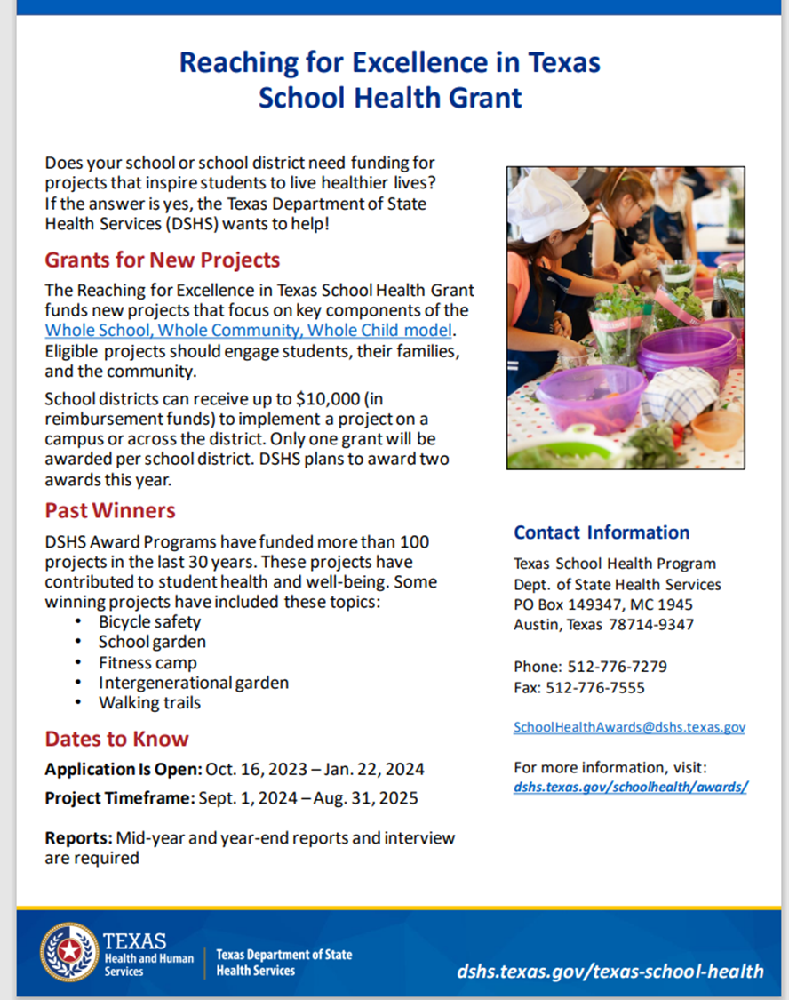 Reaching for Excellence in Texas
School Health Grant
Does your school or school district need funding for
projects that inspire students to live healthier lives?
If the answer is yes, the Texas Department of State
Health Services (DSHS) wants to help!
Grants for New Projects
The Reaching for Excellence in Texas School Health Grant
funds new projects that focus on key components of the
Whole School, Whole Community, Whole Child model.
Eligible projects should engage students, their families,
and the community.
School districts can receive up to $10,000 (in
reimbursement funds) to implement a project on a
campus or across the district. Only one grant will be
awarded per school district. DSHS plans to award two
awards this year.
Past Winners
DSHS Award Programs have funded more than 100
projects in the last 30 years. These projects have
contributed to student health and well-being. Some
winning projects have included these topics:
• Bicycle safety
• School garden
• Fitness camp
• Intergenerational garden
• Walking trails
Dates to Know
Application Is Open: Oct. 16, 2023 – Jan. 22, 2024
Project Timeframe: Sept. 1, 2024 – Aug. 31, 2025
Reports: Mid-year and year-end reports and interview
are required
Contact Information
Texas School Health Program
Dept. of State Health Services
PO Box 149347, MC 1945
Austin, Texas 78714-9347
Phone: 512-776-7279
Fax: 512-776-7555
SchoolHealthAwards@dshs.texas.gov
For more information, visit:
dshs.texas.gov/schoolhealth/awards/
TEXAS
Health and Human
Services
Texas Department of State
Health Services
dshs.texas.gov/texas-school-health